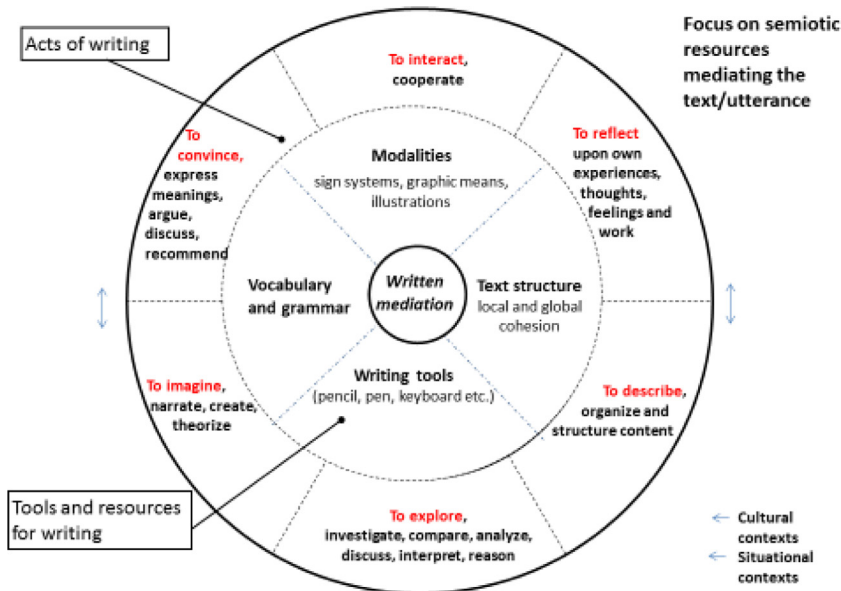 Acts of writing
Focus on semiotic
resources
mediating the
text/utterance
To interact,
cooperate
To
convince,
express
meanings,
argue,
discuss,
recommend
Modalities
sign systems, graphic means,
illustrations
To reflect
upon own
experiences,
thoughts,
feelings and
work
Vocabulary
and grammar
Written
mediation
Text structure
local and global
cohesion
Writing tools
(pencil, pen, keyboard etc.)
To imagine,
narrate, create,
theorize
To describe,
organize and
structure content
Tools and resources
for writing
To explore,
investigate, compare, analyze,
discuss, interpret, reason
Cultural
contexts
Situational
contexts